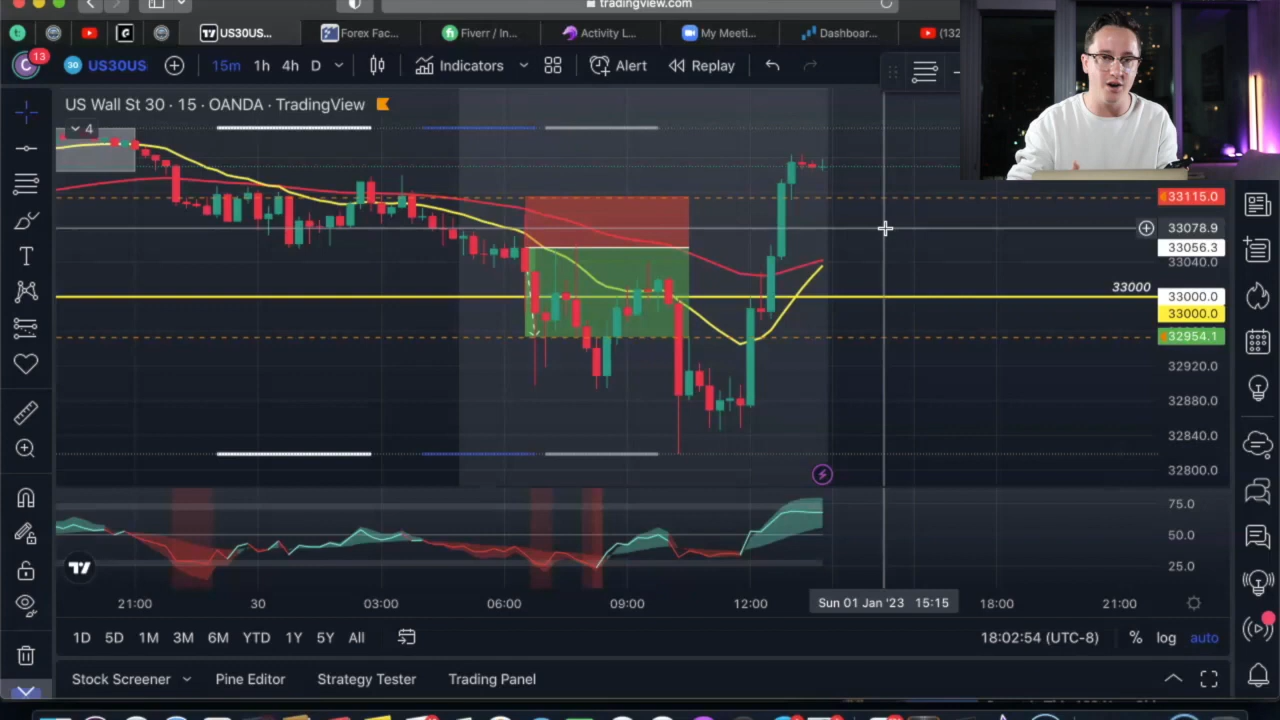 tradingview.com
US30US...
Forex Fac...
Fiverr / In...
Activity L...
My Meeti...
Dashboar...
(132
13
30 US30US
15m 1h 4h D
Indicators
Alert
Replay
US Wall St 30 · 15 · OANDA · TradingView
4
33115.0
33078.9
33056.3
33040.0
33000
33000.0
33000.0
32954.1
32920.0
32880.0
32840.0
32800.0
75.0
50.0
25.0
21:00 30 03:00 06:00 09:00 12:00 Sun 01 Jan '23 15:15 18:00 21:00
1D 5D 1M 3M 6M YTD 1Y 5Y All
18:02:54 (UTC-8) % log auto
Stock Screener Pine Editor Strategy Tester Trading Panel